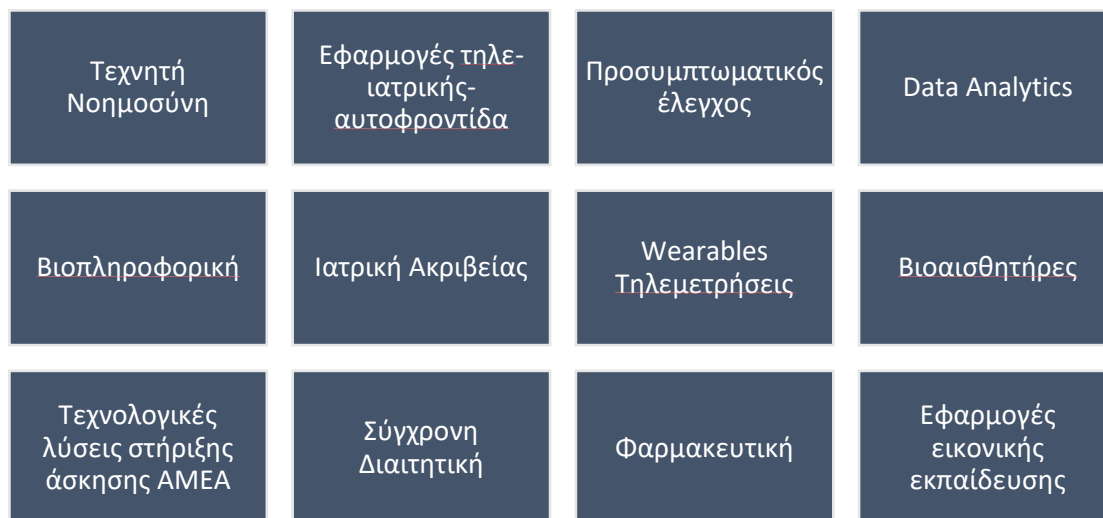 Τεχνητή
Νοημοσύνη
Εφαρμογές τηλε-
ιατρικής-
αυτοφροντίδα
Προσυμπτωματικός
έλεγχος
Data Analytics
Βιοπληροφορική
Ιατρική Ακριβείας
Wearables
Τηλεμετρήσεις
Βιοαισθητήρες
Τεχνολογικές
λύσεις στήριξης
άσκησης ΑΜΕΑ
Σύγχρονη
Διαιτητική
Φαρμακευτική
Εφαρμογές
εικονικής
εκπαίδευσης